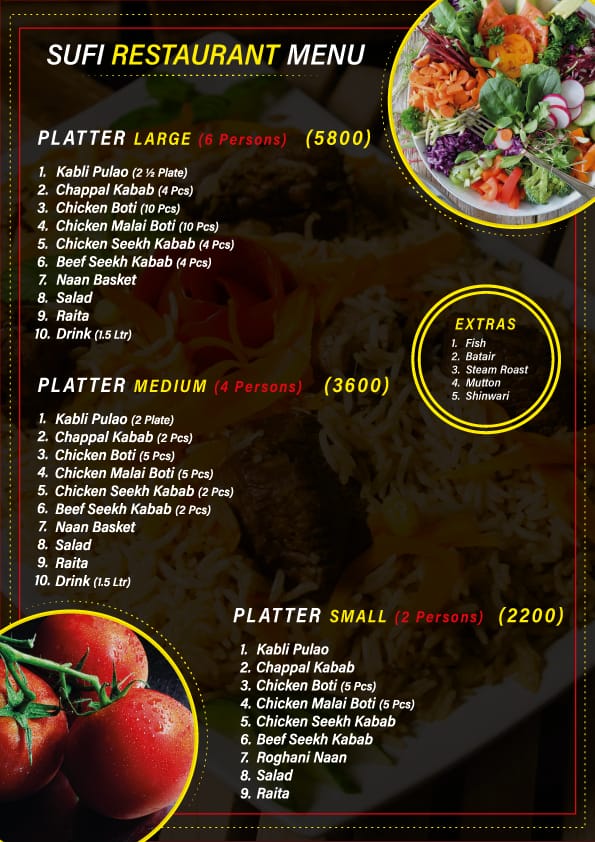 SUFI RESTAURANT MENU
PLATTER LARGE (6 Persons) (5800)
1. Kabli Pulao (2 ½ Plate)
2. Chappal Kabab (4 Pcs)
3. Chicken Boti (10 Pcs)
4. Chicken Malai Boti (10 Pcs)
5. Chicken Seekh Kabab (4 Pcs)
6. Beef Seekh Kabab (4 Pcs)
7. Naan Basket
8. Salad
9. Raita
10. Drink (1.5 Ltr)
EXTRAS
1. Fish
2. Batair
3. Steam Roast
4. Mutton
5. Shinwari
PLATTER MEDIUM (4 Persons) (3600)
1. Kabli Pulao (2 Plate)
2. Chappal Kabab (2 Pcs)
3. Chicken Boti (5 Pcs)
4. Chicken Malai Boti (5 Pcs)
5. Chicken Seekh Kabab (2 Pcs)
6. Beef Seekh Kabab (2 Pcs)
7. Naan Basket
8. Salad
9. Raita
10. Drink (1.5 Ltr)
PLATTER SMALL (2 Persons) (2200)
1. Kabli Pulao
2. Chappal Kabab
3. Chicken Boti (5 Pcs)
4. Chicken Malai Boti (5 Pcs)
5. Chicken Seekh Kabab
6. Beef Seekh Kabab
7. Roghani Naan
8. Salad
9. Raita